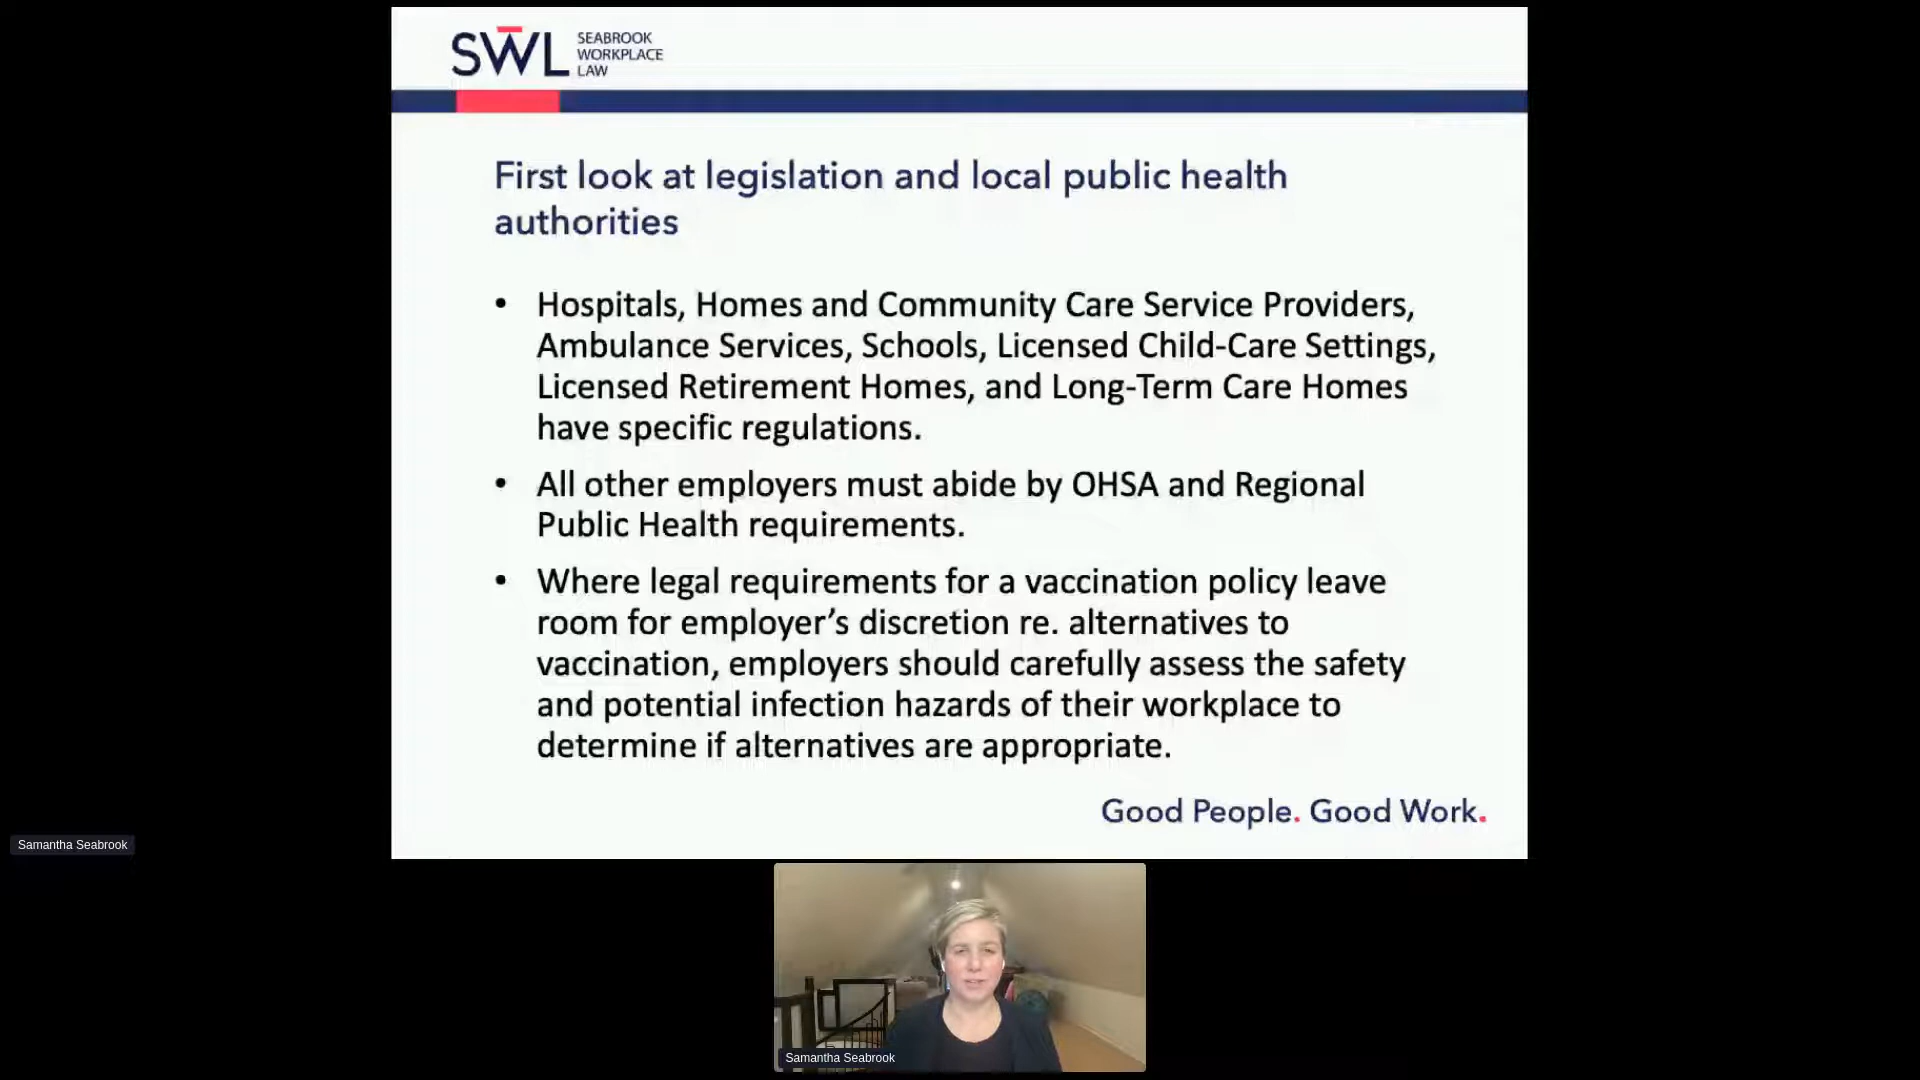 SWL
SEABROOK
WORKPLACE
LAW
First look at legislation and local public health
authorities
• Hospitals, Homes and Community Care Service Providers,
Ambulance Services, Schools, Licensed Child-Care Settings,
Licensed Retirement Homes, and Long-Term Care Homes
have specific regulations.
• All other employers must abide by OHSA and Regional
Public Health requirements.
• Where legal requirements for a vaccination policy leave
room for employer’s discretion re. alternatives to
vaccination, employers should carefully assess the safety
and potential infection hazards of their workplace to
determine if alternatives are appropriate.
Good People. Good Work.
Samantha Seabrook
Samantha Seabrook